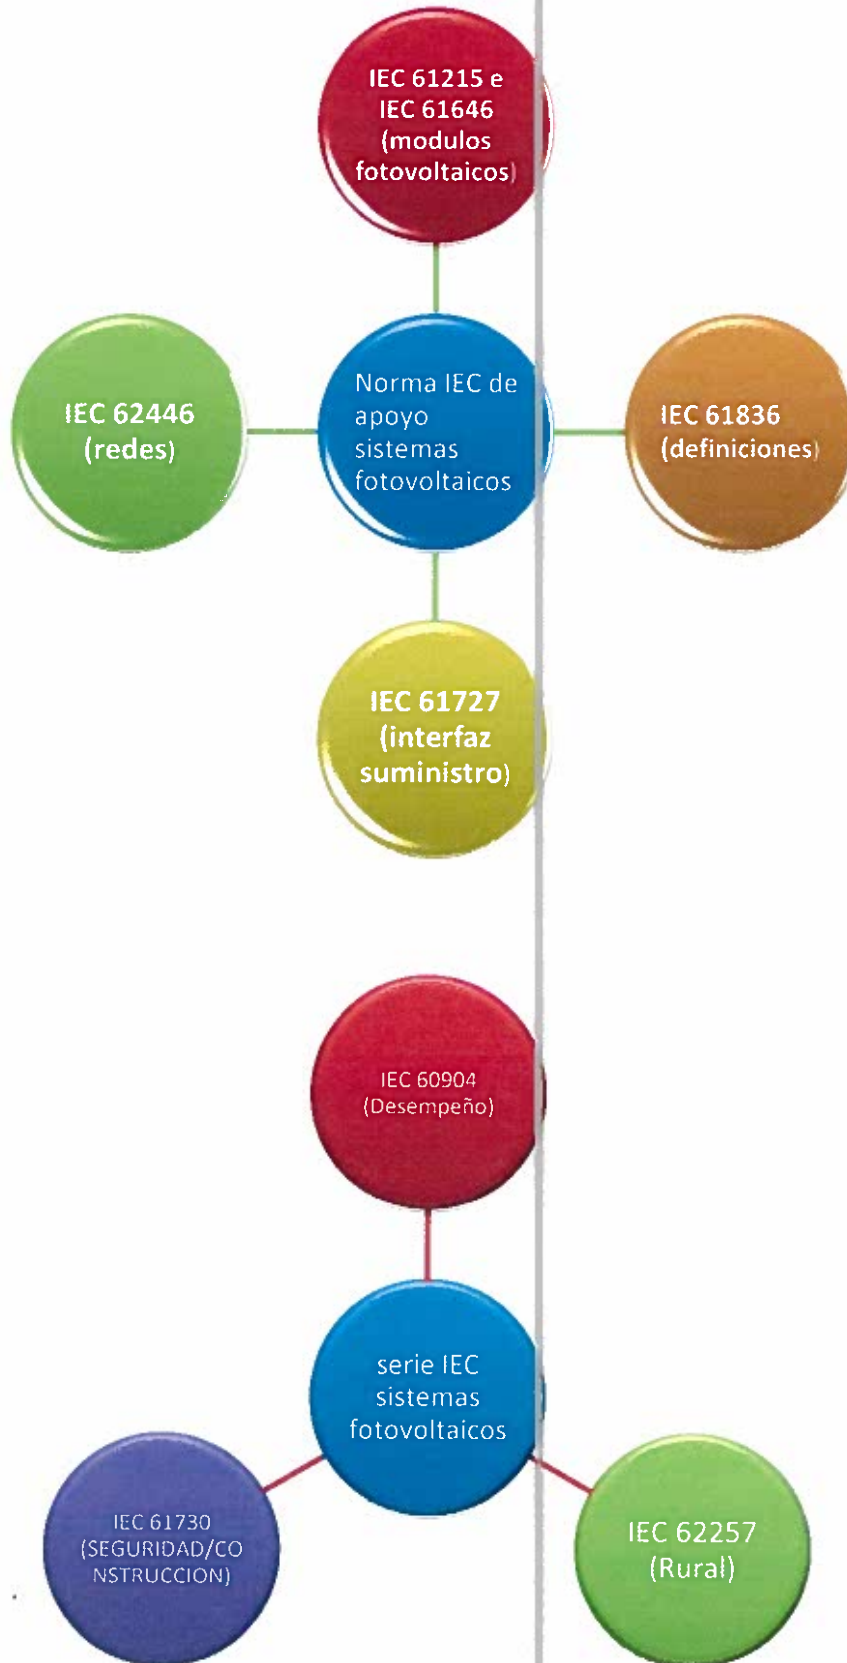 IEC 61215 e
IEC 61646
(modulos
fotovoltaicos)
IEC 62446
(redes)
Norma IEC de
apoyo
sistemas
fotovoltaicos
IEC 61836
(definiciones)
IEC 61727
(interfaz
suministro)
IEC 60904
(Desempeño)
serie IEC
sistemas
fotovoltaicos
IEC 61730
(SEGURIDAD/CO
NSTRUCCION)
IEC 62257
(Rural)